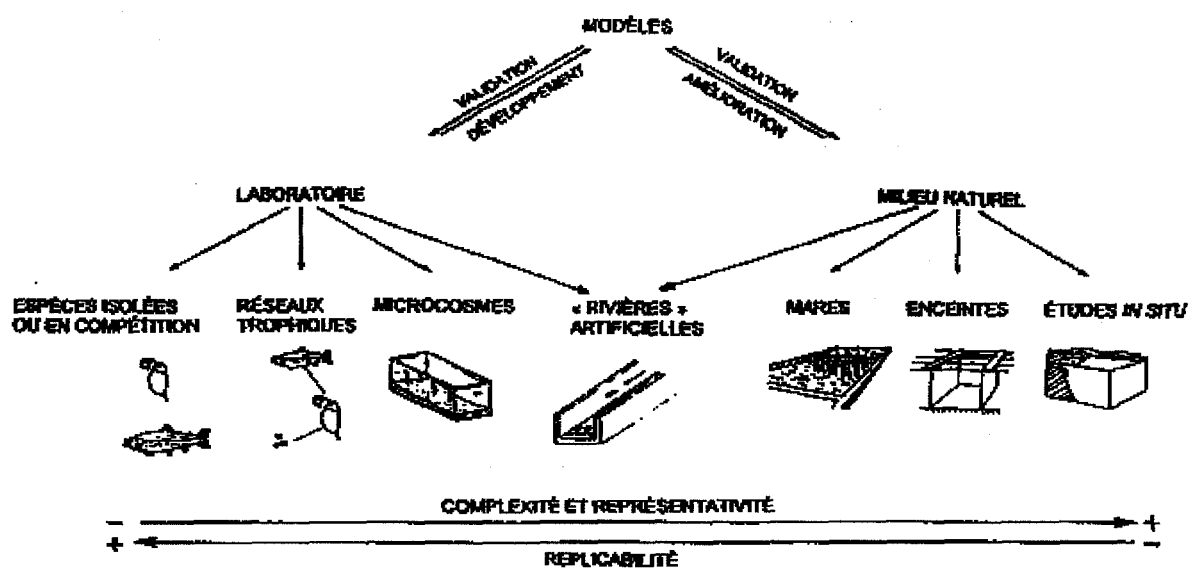 MODÈLES
VALIDATION
DÉVELOPPEMENT
VALIDATION
AMÉLIORATION
LABORATOIRE
MILIEU NATUREL
ESPÈCES ISOLÉES
OU EN COMPÉTITION
RÉSEAUX
TROPHIQUES
MICROCOSMES
« RIVIÈRES »
ARTIFICIELLES
MARES
ENCEINTES
ÉTUDES IN SITU
COMPLEXITÉ ET REPRÉSENTATIVITÉ
− +
+ −
REPLICABILITÉ